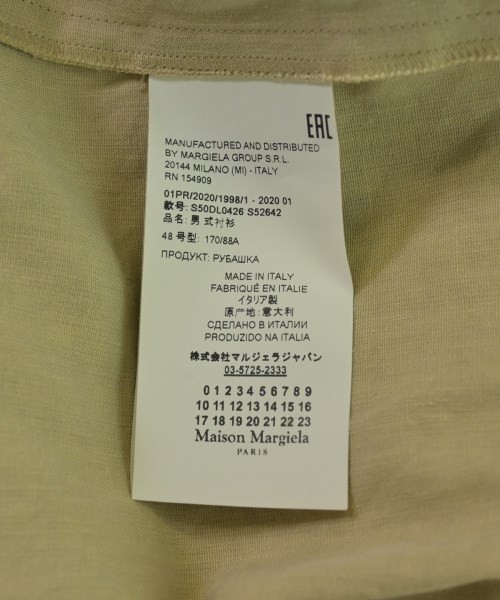 EAC
MANUFACTURED AND DISTRIBUTED
BY MARGIELA GROUP S.R.L.
20144 MILANO (MI) - ITALY
RN 154909
01PR/2020/1998/1 - 2020 01
款号: S50DL0426 S52642
品名: 男 式衬衫
48 号型: 170/88A
ПРОДУКТ: РУБАШКА
MADE IN ITALY
FABRIQUÉ EN ITALIE
イタリア製
原产地: 意大利
СДЕЛАНО В ИТАЛИИ
PRODUZIDO NA ITALIA
株式会社マルジェラジャパン
03-5725-2333
0 1 2 3 4 5 6 7 8 9
10 11 12 13 14 15 16
17 18 19 20 21 22 23
Maison Margiela
PARIS